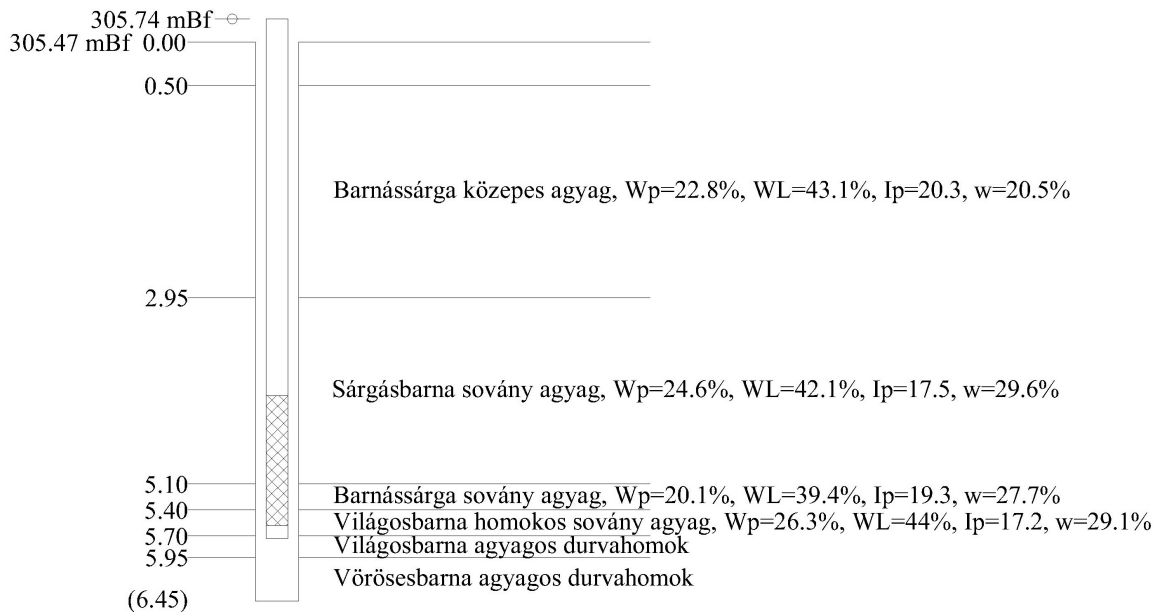 305.74 mBf
305.47 mBf 0.00
0.50
Barnássárga közepes agyag, Wp=22.8%, WL=43.1%, Ip=20.3, w=20.5%
2.95
Sárgásbarna sovány agyag, Wp=24.6%, WL=42.1%, Ip=17.5, w=29.6%
5.10
Barnássárga sovány agyag, Wp=20.1%, WL=39.4%, Ip=19.3, w=27.7%
5.40
Világosbarna homokos sovány agyag, Wp=26.3%, WL=44%, Ip=17.2, w=29.1%
5.70
Világosbarna agyagos durvahomok
5.95
Vörösesbarna agyagos durvahomok
(6.45)